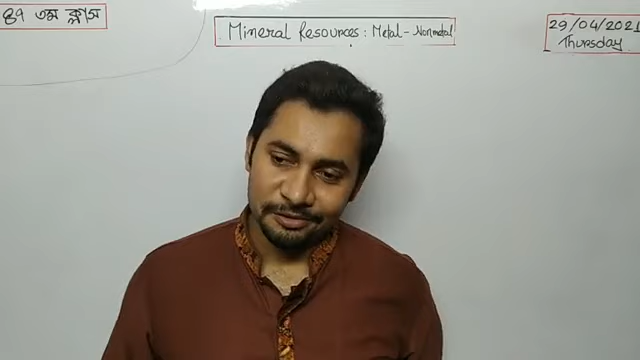 ৪৭ তম ক্লাস
Mineral Resources: Metal-Nonmetal
29/04/2021
Thursday